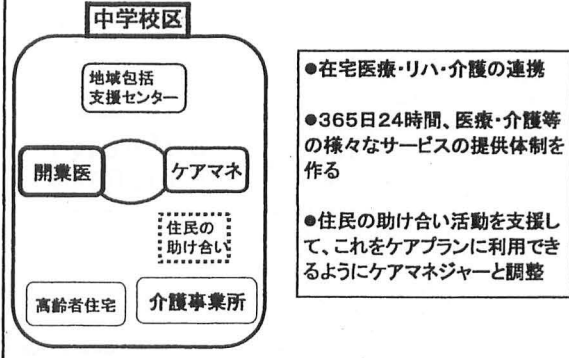 中学校区
地域包括
支援センター
開業医
ケアマネ
住民の
助け合い
高齢者住宅
介護事業所
●在宅医療・リハ・介護の連携
●365日24時間、医療・介護等
の様々なサービスの提供体制を
作る
●住民の助け合い活動を支援し
て、これをケアプランに利用でき
るようにケアマネジャーと調整